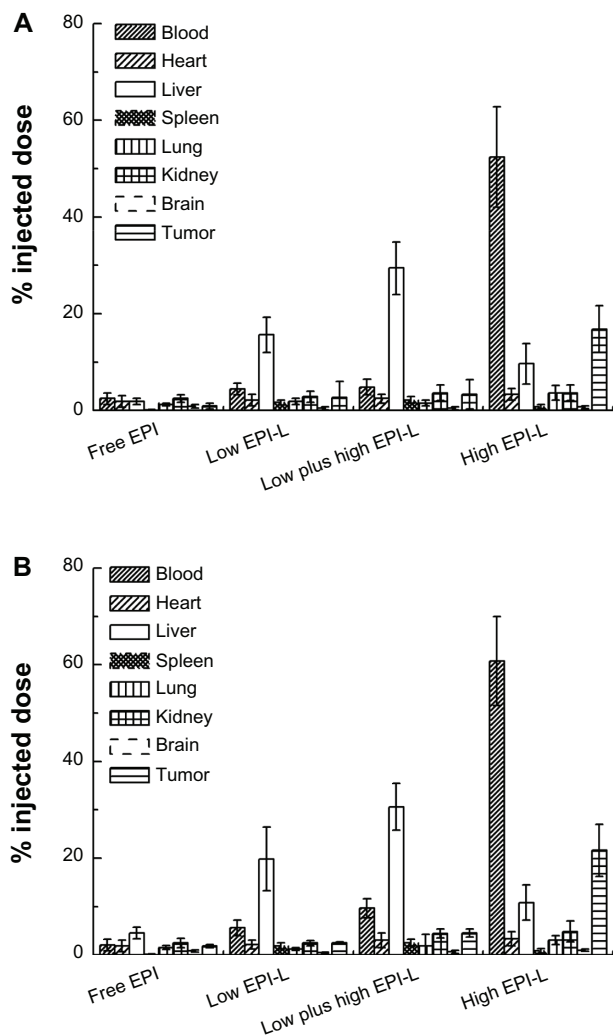 A
80
60
40
20
0
% injected dose
Blood
Heart
Liver
Spleen
Lung
Kidney
Brain
Tumor
Free EPI
Low EPI-L
Low plus high EPI-L
High EPI-L
B
80
60
40
20
0
% injected dose
Blood
Heart
Liver
Spleen
Lung
Kidney
Brain
Tumor
Free EPI
Low EPI-L
Low plus high EPI-L
High EPI-L